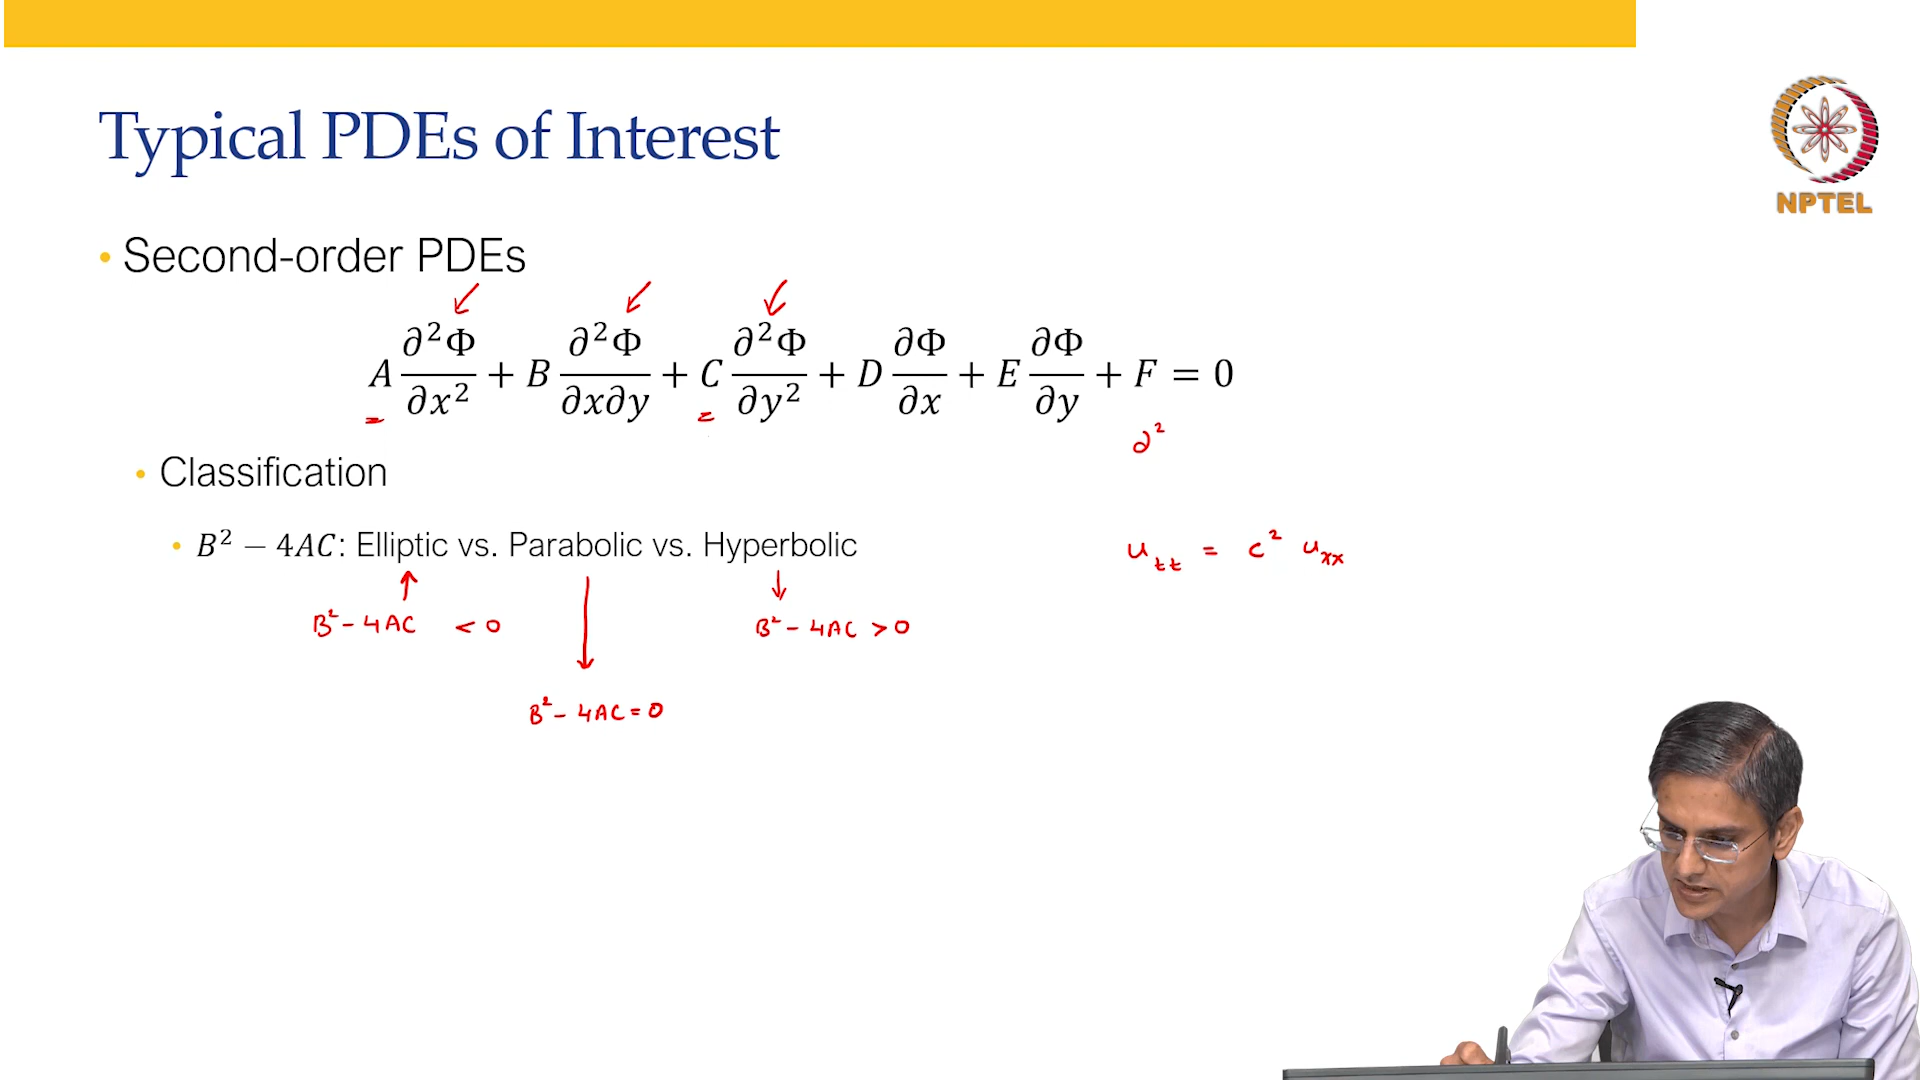 Typical PDEs of Interest
NPTEL
• Second-order PDEs
A ∂²Φ/∂x² + B ∂²Φ/∂x∂y + C ∂²Φ/∂y² + D ∂Φ/∂x + E ∂Φ/∂y + F = 0
∂²
• Classification
• B² − 4AC: Elliptic vs. Parabolic vs. Hyperbolic
u_tt = c² u_xx
B² - 4AC < 0
B² - 4AC > 0
B² - 4AC = 0